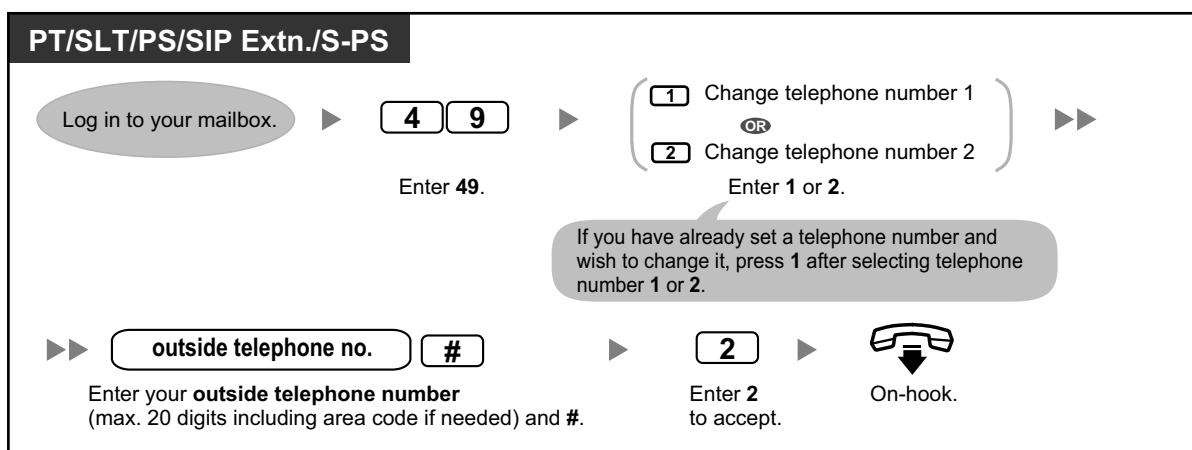 PT/SLT/PS/SIP Extn./S-PS
Log in to your mailbox.
4 9
Enter 49.
1 Change telephone number 1
OR
2 Change telephone number 2
Enter 1 or 2.
If you have already set a telephone number and
wish to change it, press 1 after selecting telephone
number 1 or 2.
outside telephone no. #
Enter your outside telephone number
(max. 20 digits including area code if needed) and #.
2
Enter 2
to accept.
On-hook.